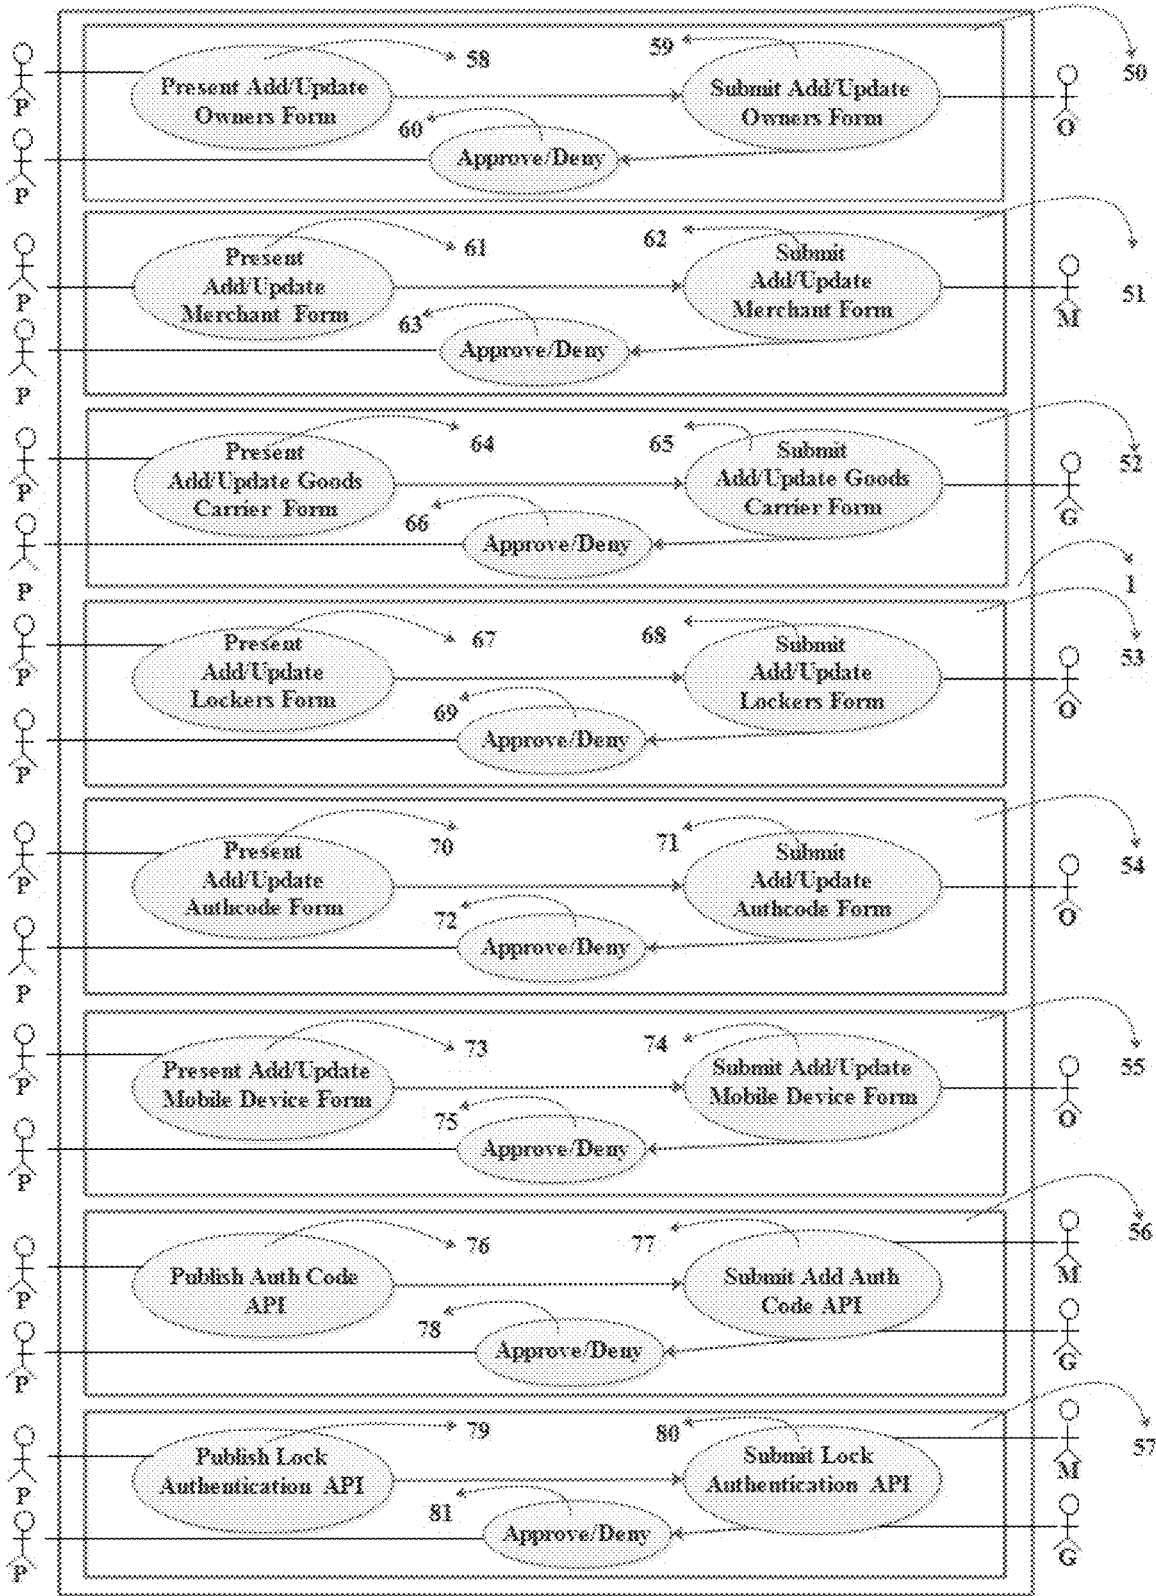 58
59
50
P
Present Add/Update
Owners Form
Submit Add/Update
Owners Form
O
60
Approve/Deny
P
61
62
51
P
Present
Add/Update
Merchant Form
Submit
Add/Update
Merchant Form
M
63
Approve/Deny
P
64
65
52
P
Present
Add/Update Goods
Carrier Form
Submit
Add/Update Goods
Carrier Form
G
66
Approve/Deny
P
1
67
68
53
P
Present
Add/Update
Lockers Form
Submit
Add/Update
Lockers Form
O
69
Approve/Deny
P
70
71
54
P
Present
Add/Update
Authcode Form
Submit
Add/Update
Authcode Form
O
72
Approve/Deny
P
73
74
55
P
Present Add/Update
Mobile Device Form
Submit Add/Update
Mobile Device Form
O
75
Approve/Deny
P
76
77
56
P
Publish Auth Code
API
Submit Add Auth
Code API
M
78
Approve/Deny
G
P
79
80
57
P
Publish Lock
Authentication API
Submit Lock
Authentication API
M
81
Approve/Deny
G
P